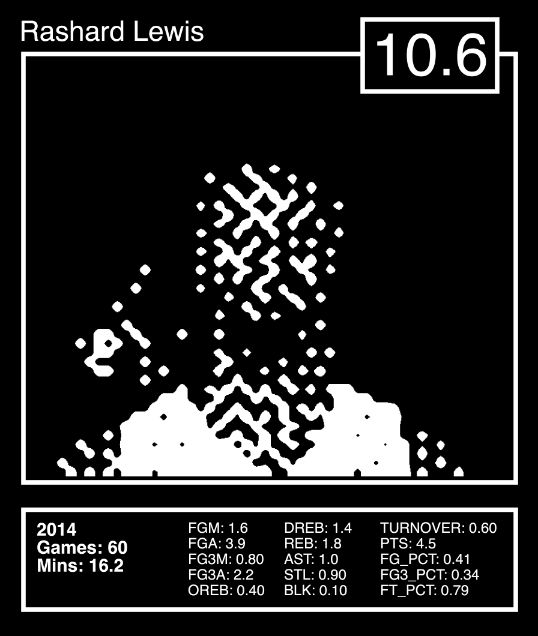 Rashard Lewis
10.6
2014
Games: 60
Mins: 16.2
FGM: 1.6
FGA: 3.9
FG3M: 0.80
FG3A: 2.2
OREB: 0.40
DREB: 1.4
REB: 1.8
AST: 1.0
STL: 0.90
BLK: 0.10
TURNOVER: 0.60
PTS: 4.5
FG_PCT: 0.41
FG3_PCT: 0.34
FT_PCT: 0.79